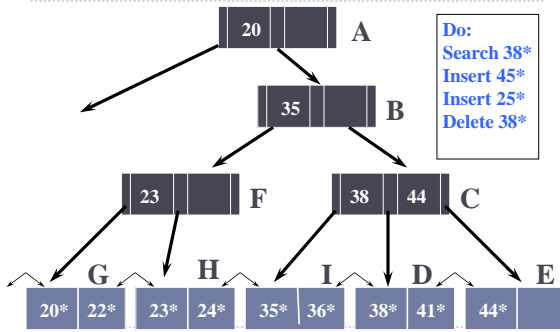 20 A
Do:
Search 38*
Insert 45*
Insert 25*
Delete 38*
35 B
23 F
38 44 C
G H I D E
20* 22* 23* 24* 35* 36* 38* 41* 44*